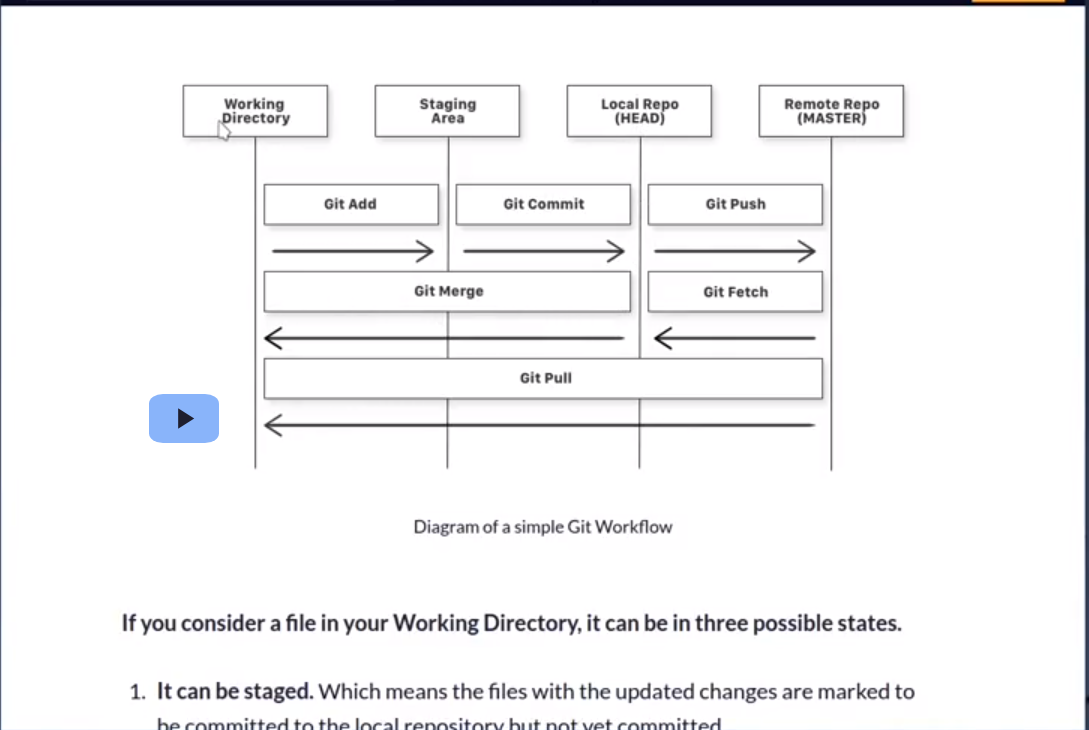 Working
Directory
Staging
Area
Local Repo
(HEAD)
Remote Repo
(MASTER)
Git Add
Git Commit
Git Push
Git Merge
Git Fetch
Git Pull
Diagram of a simple Git Workflow
If you consider a file in your Working Directory, it can be in three possible states.
1. It can be staged. Which means the files with the updated changes are marked to
be committed to the local repository but not yet committed.